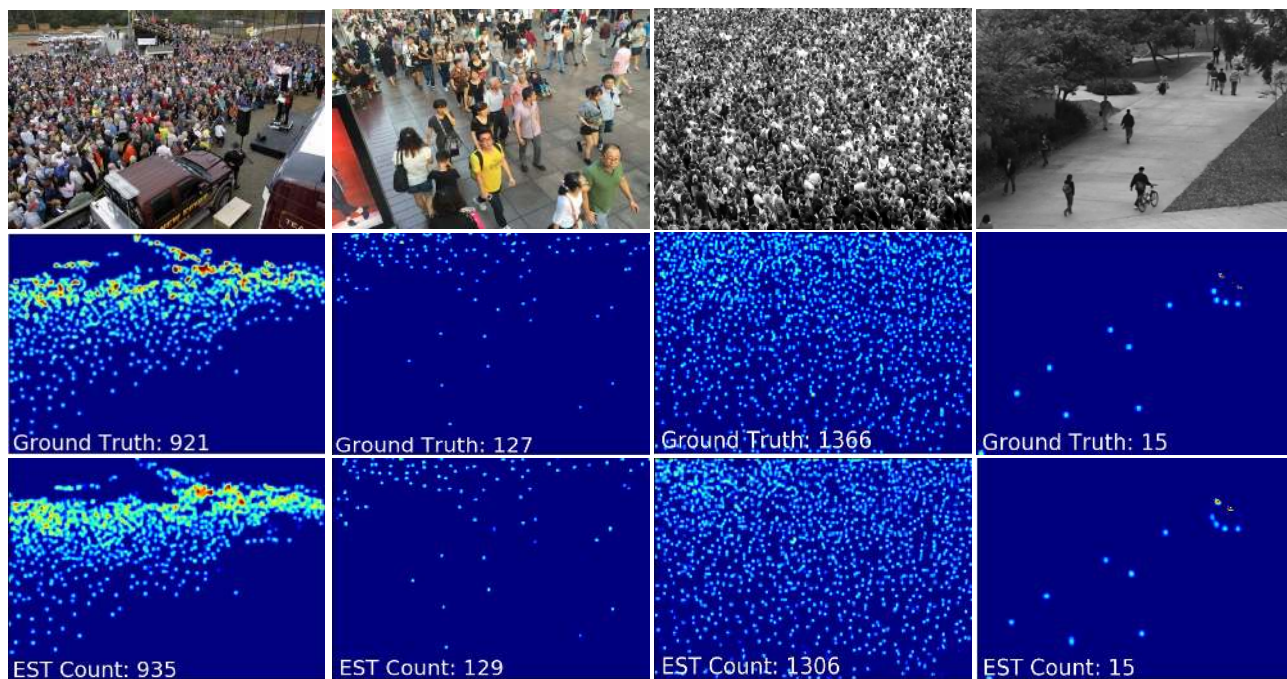 Ground Truth: 921
Ground Truth: 127
Ground Truth: 1366
Ground Truth: 15
EST Count: 935
EST Count: 129
EST Count: 1306
EST Count: 15